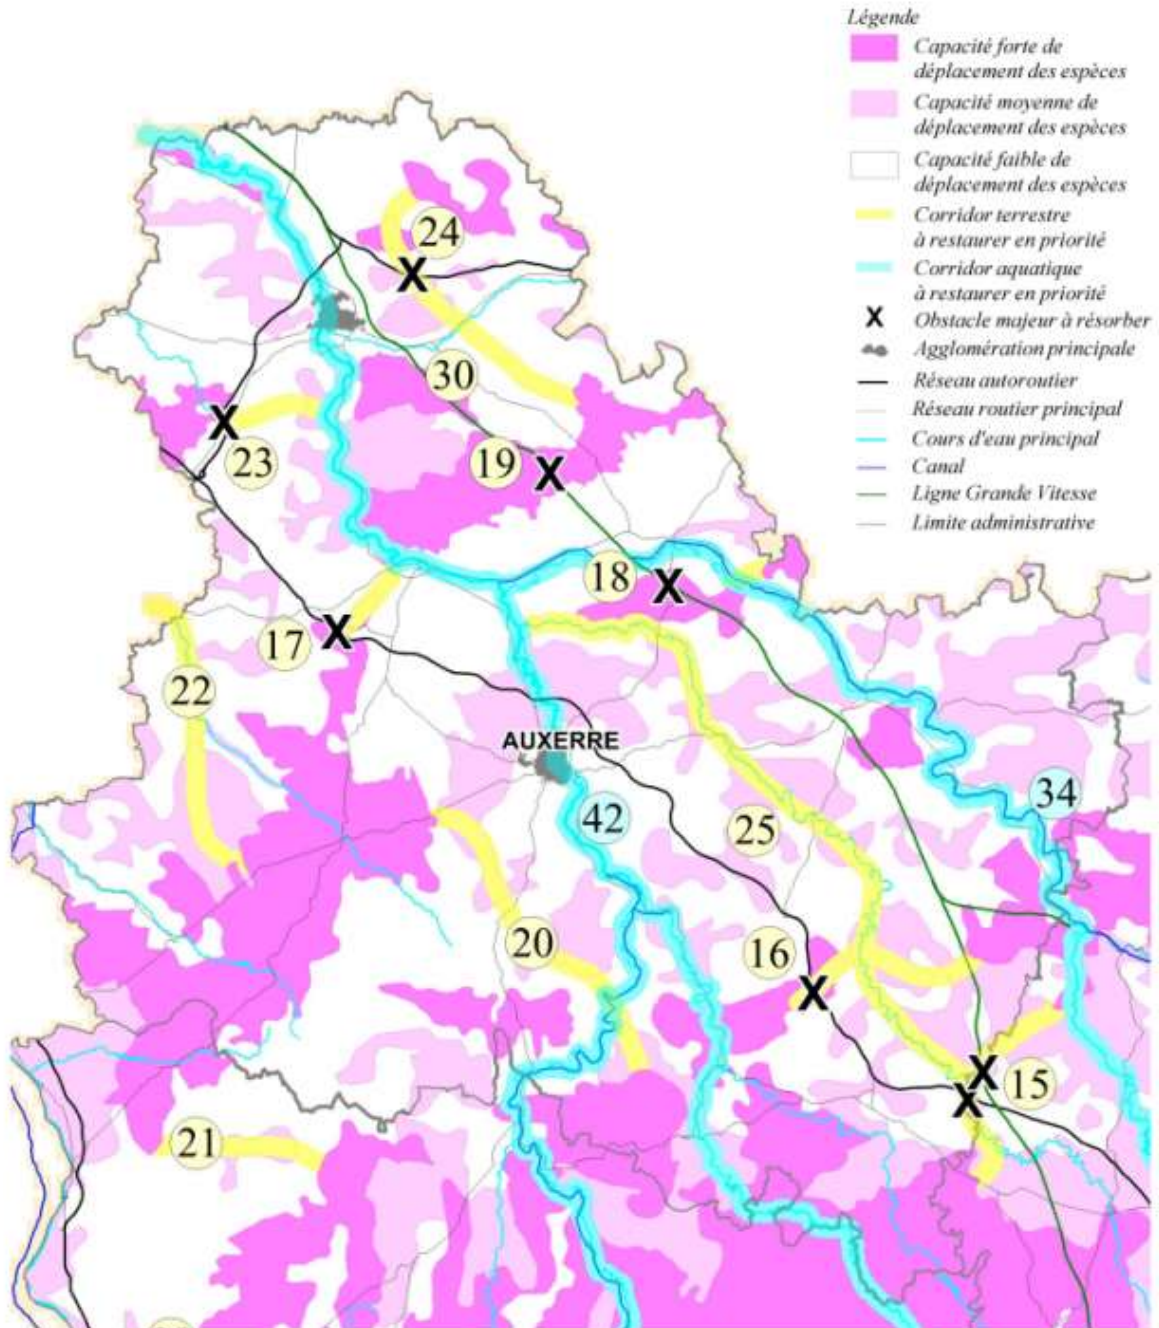 Légende
Capacité forte de
déplacement des espèces
Capacité moyenne de
déplacement des espèces
Capacité faible de
déplacement des espèces
Corridor terrestre
à restaurer en priorité
Corridor aquatique
à restaurer en priorité
X Obstacle majeur à résorber
Agglomération principale
Réseau autoroutier
Réseau routier principal
Cours d'eau principal
Canal
Ligne Grande Vitesse
Limite administrative
24
X
30
X
23
19
X
18
X
17
X
22
AUXERRE
34
42
25
20
16
X
X
15
X
21